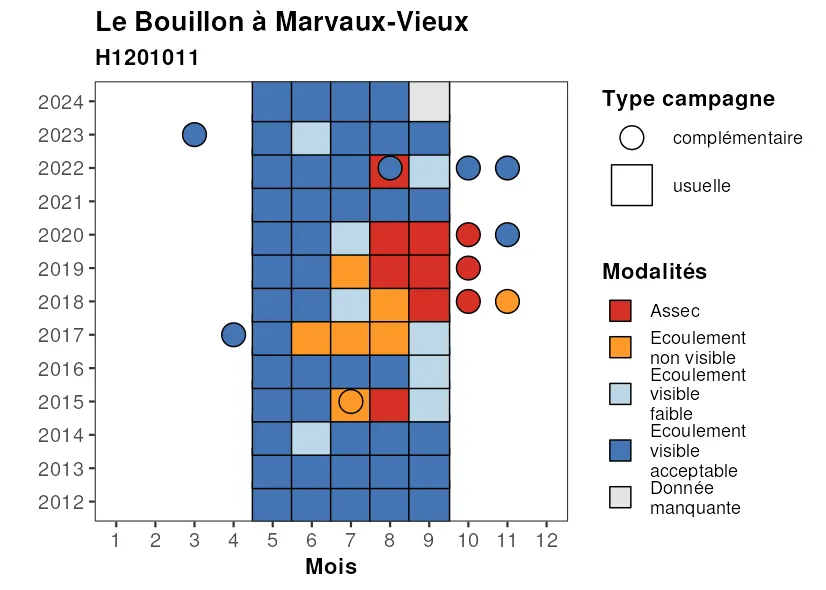 Le Bouillon à Marvaux-Vieux
H1201011
2024
2023
2022
2021
2020
2019
2018
2017
2016
2015
2014
2013
2012
1 2 3 4 5 6 7 8 9 10 11 12
Mois
Type campagne
complémentaire
usuelle
Modalités
Assec
Ecoulement
non visible
Ecoulement
visible
faible
Ecoulement
visible
acceptable
Donnée
manquante